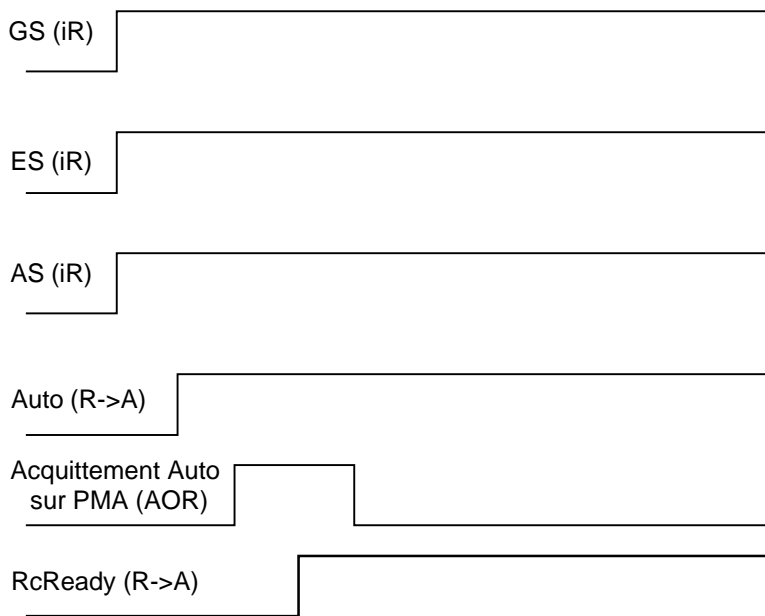 GS (iR)
ES (iR)
AS (iR)
Auto (R->A)
Acquittement Auto
sur PMA (AOR)
RcReady (R->A)